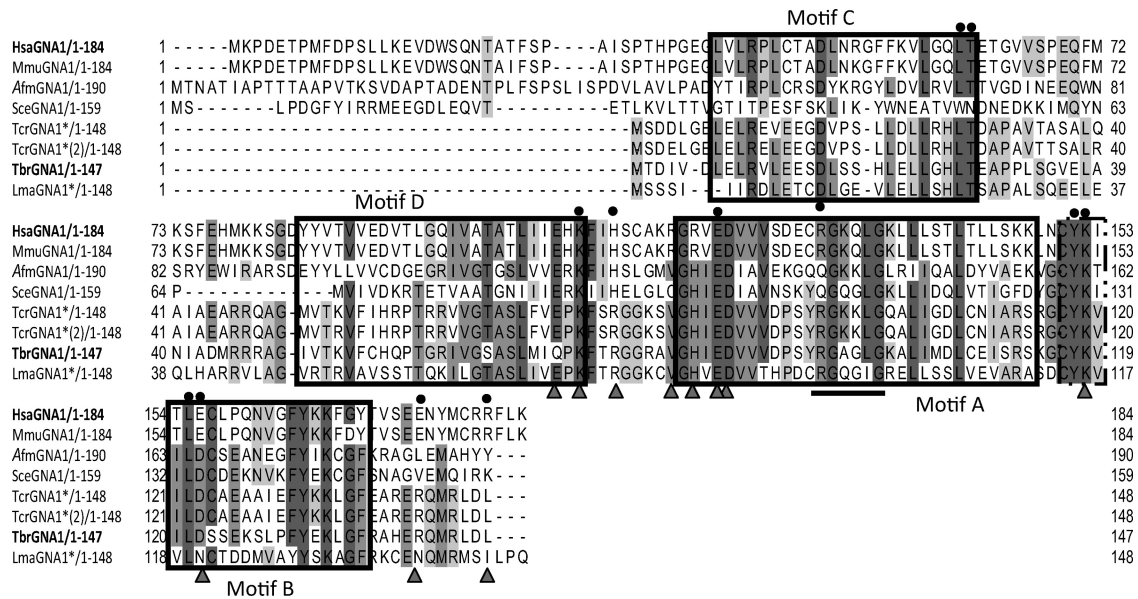 Motif C
HsaGNA1/1-184 1 -----MKPDETPMFDPSLLKEVDWSQNTATFSP----AISPTHPGEGLVLRPLCTADLNRGFFKVLGQLTETGVVSPEQFM 72
MmuGNA1/1-184 1 -----MKPDETPMFDPSLLKEVDWSQNTATFSP----AISPTHPGEGLVLRPLCTADLNKGFFKVLGQLTETGVVSPEQFM 72
AfmGNA1/1-190 1 MTNATIAPTTTAAPVTKSVDAPTADENTPLFSPSLISPDVLAVLPADYTIRPLCRSDYKRGYLDVLRVLTTVGDINEEQWN 81
SceGNA1/1-159 1 MS-------LPDGFYIRRMEEGDLEQVT--------ETLKVLTTVGTITPESFSKLIK-YWNEATVWNDNEDKKIMQYN 63
TcrGNA1*/1-148 1 ----------------------------------------MSDDLGELELREVEEGDVPS-LLDLLRHLTDAPAVTASALQ 40
TcrGNA1*(2)/1-148 1 ----------------------------------------MSDELGELELREVEEGDVPS-LLDLLRHLTDAPAVTTSALR 40
TbrGNA1/1-147 1 ----------------------------------------MTDIV-DLELRVLEESDLSS-HLELLGHLTEAPPLSGVELA 39
LmaGNA1*/1-148 1 ----------------------------------------MSSSI--IIRDLETCDLGE-VLELLSHLTSAPALSQEELE 37
Motif D
HsaGNA1/1-184 73 KSFEHMKKSGDYYVTVVEDVTLGQIVATATLIIEHKFIHSCAKRGRVEDVVVSDECRGKQLGKLLLSTLTLLSKKLNCYKI 153
MmuGNA1/1-184 73 KSFEHMKKSGDYYVTVVEDVTLGQIVATATLIIEHKFIHSCAKRGRVEDVVVSDECRGKQLGKLLLSTLTLLSKKLNCYKI 153
AfmGNA1/1-190 82 SRYEWIRARSDEYYLLVVCDGEGRIVGTGSLVVERKFIHSLGMVGHIEDIAVEKGQQGKKLGLRIIQALDYVAEKVGCYKT 162
SceGNA1/1-159 64 P-------------MVIVDKRTETVAATGNIIIERKIIHELGLCGHIEDIAVNSKYQGQGLGKLLIDQLVTIGFDYGCYKI 131
TcrGNA1*/1-148 41 AIAEARRQAG-MVTKVFIHRPTRRVVGTASLFVEPKFSRGGKSVGHIEDVVVDPSYRGKGLGQALIGDLCNIARSRGCYKV 120
TcrGNA1*(2)/1-148 41 AIAEARRQAG-MVTRVFIHRPTRRVVGTASLFVEPKFSRGGKSVGHIEDVVVDPSYRGKGLGQALIGDLCNIARSRGCYKV 120
TbrGNA1/1-147 40 NIADMRRRAG-IVTKVFCHQPTGRIVGSASLMIQPKFTRGGRAVGHIEDVVVDPSYRGAGLGKALIMDLCEISRSKGCYKV 119
LmaGNA1*/1-148 38 QLHARRVLAG-VRTRVAVSSTTQKILGTASLIVEPKFTRGGKCVGHVEDVVTHPDCRGQGIGRELLSSLVEVARASDCYKV 117
Motif A
HsaGNA1/1-184 154 TLECLPQNVGFYKKFGYTVSEENYMCRRFLK 184
MmuGNA1/1-184 154 TLECLPQNVGFYKKFDYTVSEENYMCRRFLK 184
AfmGNA1/1-190 163 ILDCSEANEGFYIKCGFKRAGLEMAHYY--- 190
SceGNA1/1-159 132 ILDCDEKNVKFYEKCGFSNAGVEMQIRK--- 159
TcrGNA1*/1-148 121 ILDCAEAAIEFYKKLGFEARERQMRLDL--- 148
TcrGNA1*(2)/1-148 121 ILDCAEAAIEFYKKLGFEARERQMRLDL--- 148
TbrGNA1/1-147 120 ILDSSEKSLPFYEKLGFRAHERQMRLDL--- 147
LmaGNA1*/1-148 118 VLNCTDDMVAYYSKAGFRKCENQMRMSILPQ 148
Motif B